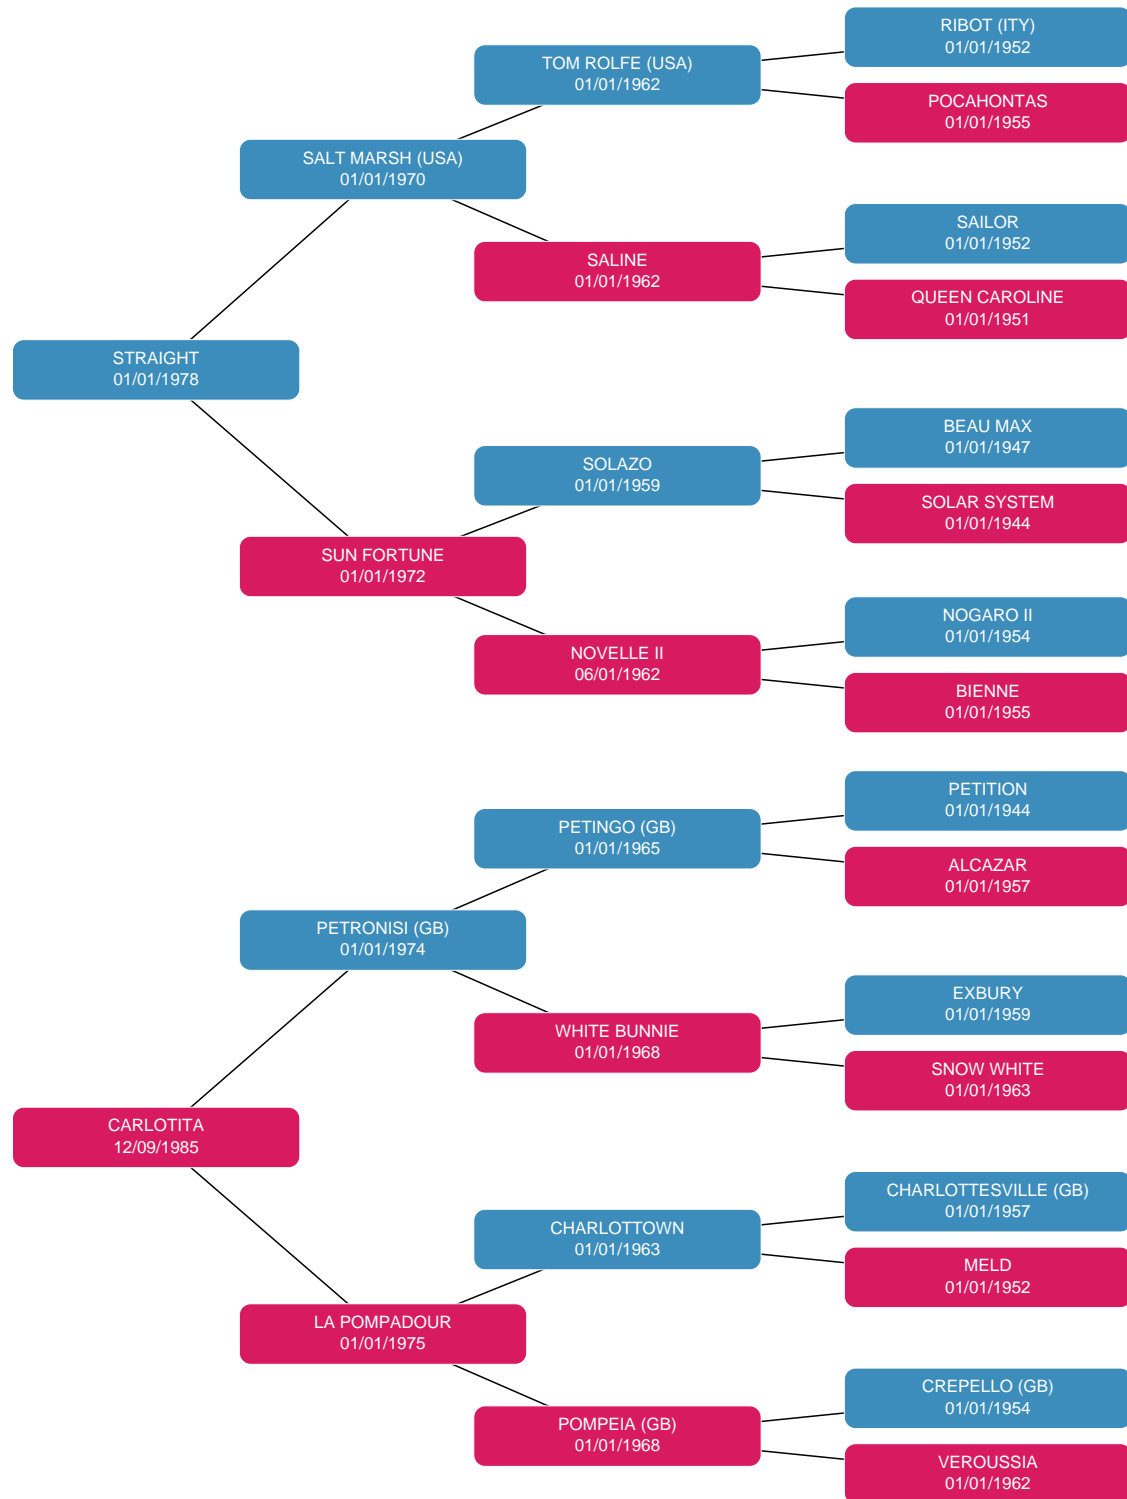 RIBOT (ITY)
01/01/1952
TOM ROLFE (USA)
01/01/1962
POCAHONTAS
01/01/1955
SALT MARSH (USA)
01/01/1970
SAILOR
01/01/1952
SALINE
01/01/1962
QUEEN CAROLINE
01/01/1951
STRAIGHT
01/01/1978
BEAU MAX
01/01/1947
SOLAZO
01/01/1959
SOLAR SYSTEM
01/01/1944
SUN FORTUNE
01/01/1972
NOGARO II
01/01/1954
NOVELLE II
06/01/1962
BIENNE
01/01/1955
PETITION
01/01/1944
PETINGO (GB)
01/01/1965
ALCAZAR
01/01/1957
PETRONISI (GB)
01/01/1974
EXBURY
01/01/1959
WHITE BUNNIE
01/01/1968
SNOW WHITE
01/01/1963
CARLOTITA
12/09/1985
CHARLOTTESVILLE (GB)
01/01/1957
CHARLOTTOWN
01/01/1963
MELD
01/01/1952
LA POMPADOUR
01/01/1975
CREPELLO (GB)
01/01/1954
POMPEIA (GB)
01/01/1968
VEROUSSIA
01/01/1962